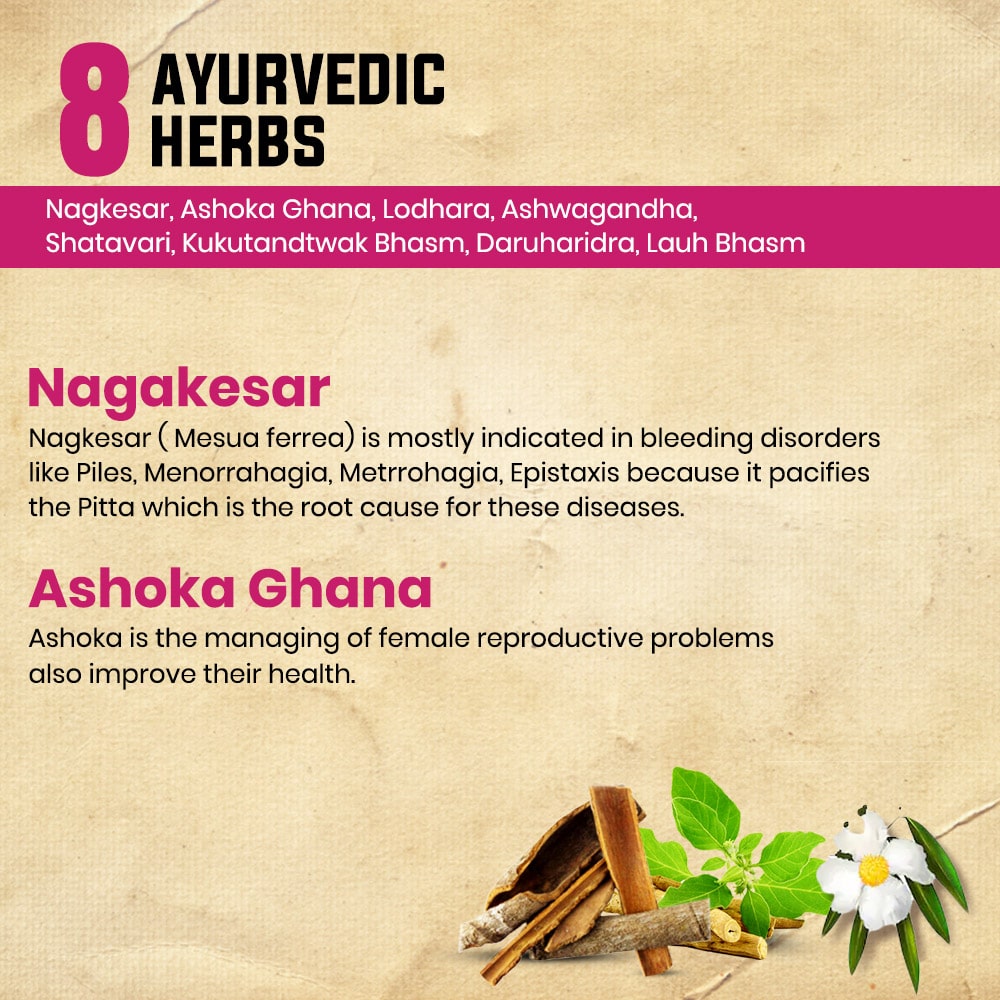 8 AYURVEDIC
HERBS
Nagkesar, Ashoka Ghana, Lodhara, Ashwagandha,
Shatavari, Kukutandtwak Bhasm, Daruharidra, Lauh Bhasm
Nagakesar
Nagkesar ( Mesua ferrea) is mostly indicated in bleeding disorders
like Piles, Menorrahagia, Metrrohagia, Epistaxis because it pacifies
the Pitta which is the root cause for these diseases.
Ashoka Ghana
Ashoka is the managing of female reproductive problems
also improve their health.